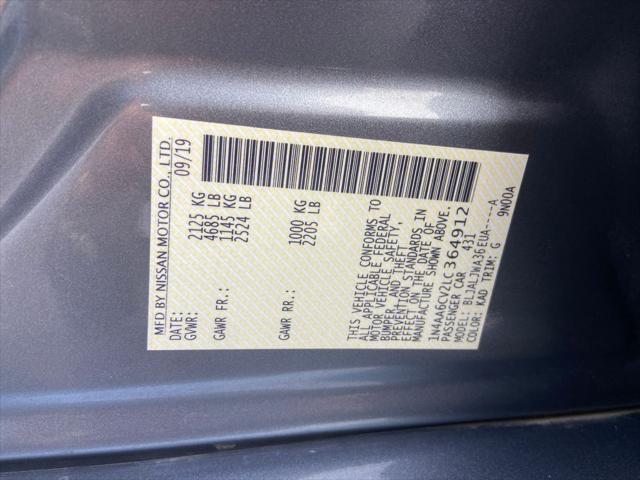 MFD BY NISSAN MOTOR CO., LTD.
DATE: 09/19
GVWR: 2125 KG
4685 LB
GAWR FR.: 1145 KG
2524 LB
GAWR RR.: 1000 KG
2205 LB
THIS VEHICLE CONFORMS TO
ALL APPLICABLE FEDERAL
MOTOR VEHICLE SAFETY,
BUMPER, AND THEFT
PREVENTION STANDARDS IN
EFFECT ON THE DATE OF
MANUFACTURE SHOWN ABOVE.
1N4AA6CV2LC364912
PASSENGER CAR 431
MODEL: BLJALJWA36EUA----A
COLOR: KAD TRIM: G 9N00A